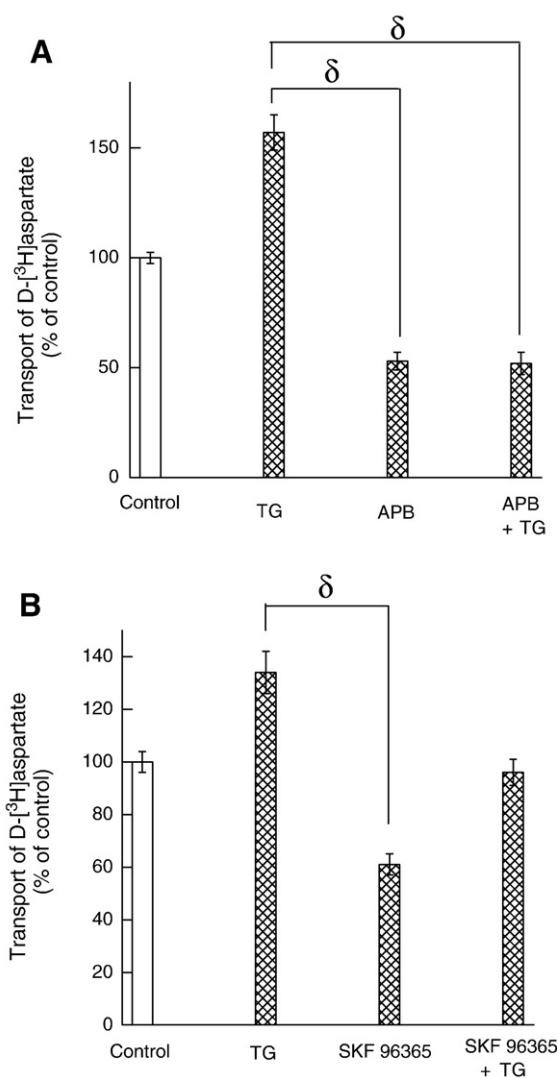 A
δ
δ
Transport of D-[³H]aspartate
(% of control)
150
100
50
0
Control
TG
APB
APB
+ TG
B
δ
Transport of D-[³H]aspartate
(% of control)
140
120
100
80
60
40
20
0
Control
TG
SKF 96365
SKF 96365
+ TG